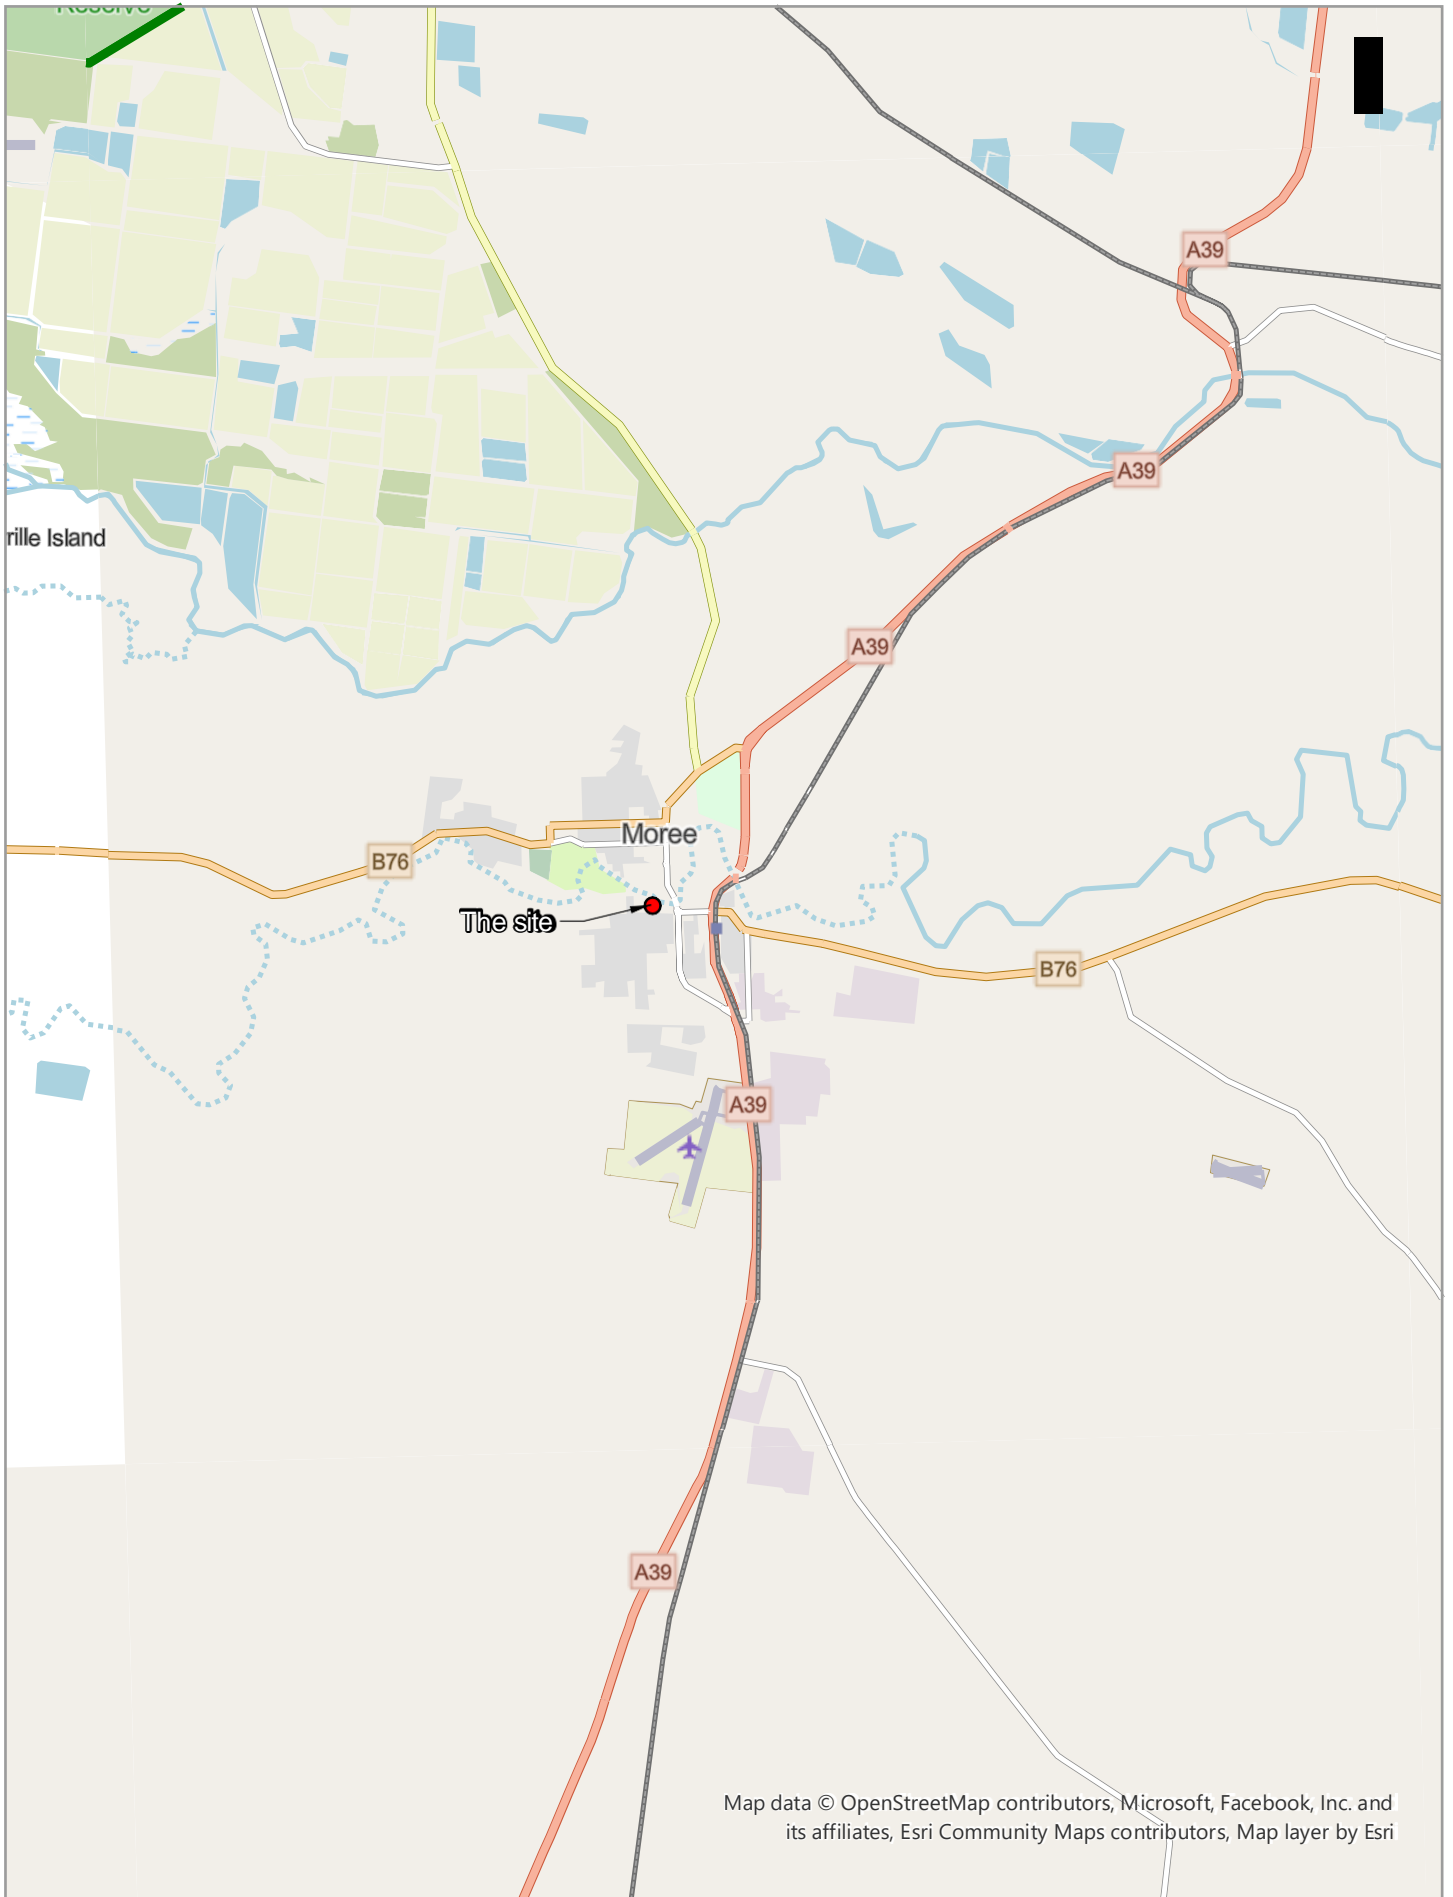 Reserve
A39
A39
rille Island
A39
Moree
B76
The site
B76
A39
A39
Map data © OpenStreetMap contributors, Microsoft, Facebook, Inc. and
its affiliates, Esri Community Maps contributors, Map layer by Esri